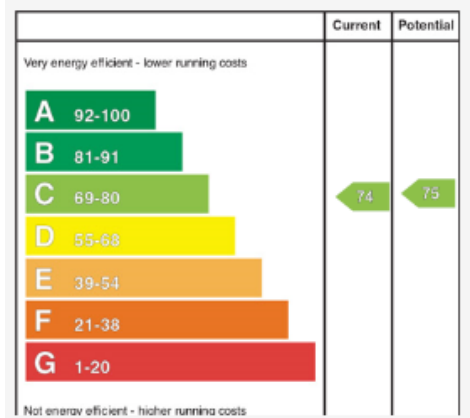 Current Potential
Very energy efficient - lower running costs
A 92-100
B 81-91
C 69-80 74 75
D 55-68
E 39-54
F 21-38
G 1-20
Not energy efficient - higher running costs